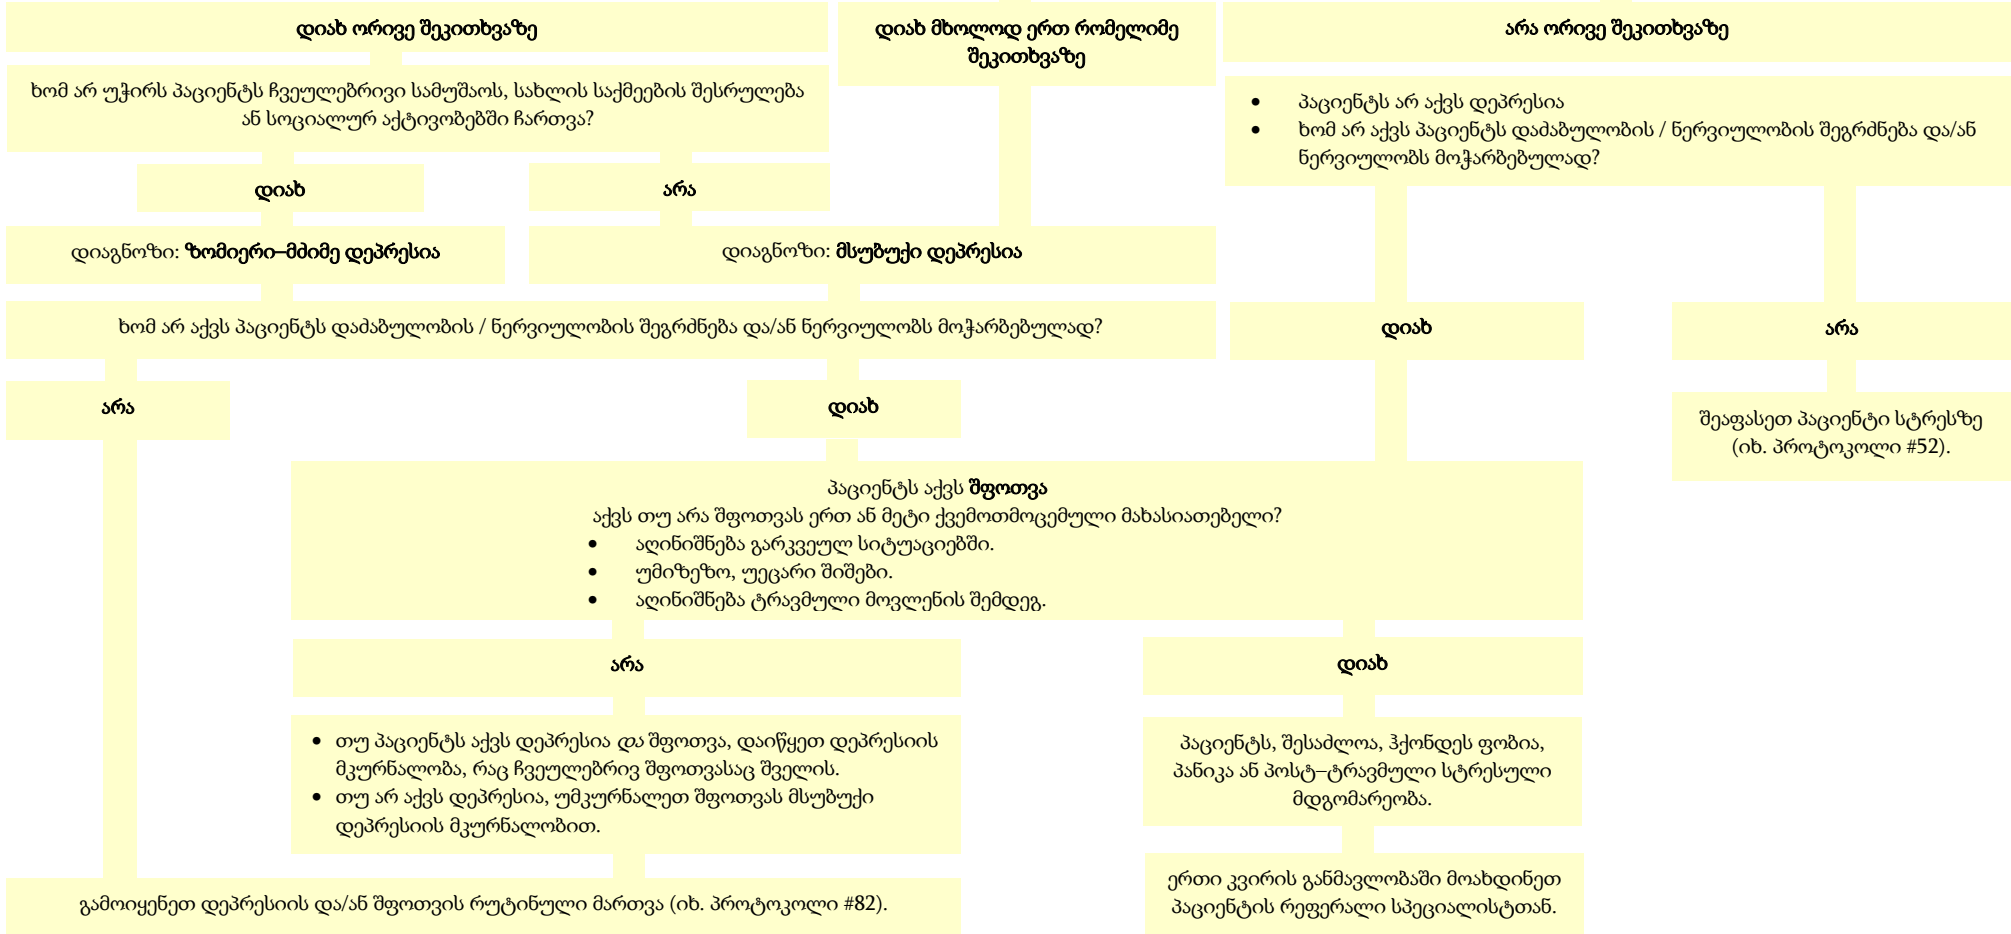 დიახ ორივე შეკითხვაზე
დიახ მხოლოდ ერთ რომელიმე
შეკითხვაზე
არა ორივე შეკითხვაზე
ხომ არ უჭირს პაციენტს ჩვეულებრივი სამუშაოს, სახლის საქმეების შესრულება
ან სოციალურ აქტივობებში ჩართვა?
• პაციენტს არ აქვს დეპრესია
• ხომ არ აქვს პაციენტს დაძაბულობის / ნერვიულობის შეგრძნება და/ან
ნერვიულობს მოჭარბებულად?
დიახ
არა
დიაგნოზი: ზომიერი–მძიმე დეპრესია
დიაგნოზი: მსუბუქი დეპრესია
ხომ არ აქვს პაციენტს დაძაბულობის / ნერვიულობის შეგრძნება და/ან ნერვიულობს მოჭარბებულად?
დიახ
არა
არა
დიახ
შეაფასეთ პაციენტი სტრესზე
(იხ. პროტოკოლი #52).
პაციენტს აქვს შფოთვა
აქვს თუ არა შფოთვას ერთ ან მეტი ქვემოთმოცემული მახასიათებელი?
• აღინიშნება გარკვეულ სიტუაციებში.
• უმიზეზო, უეცარი შიშები.
• აღინიშნება ტრავმული მოვლენის შემდეგ.
არა
დიახ
• თუ პაციენტს აქვს დეპრესია და შფოთვა, დაიწყეთ დეპრესიის
მკურნალობა, რაც ჩვეულებრივ შფოთვასაც შველის.
• თუ არ აქვს დეპრესია, უმკურნალეთ შფოთვას მსუბუქი
დეპრესიის მკურნალობით.
პაციენტს, შესაძლოა, ჰქონდეს ფობია,
პანიკა ან პოსტ–ტრავმული სტრესული
მდგომარეობა.
გამოიყენეთ დეპრესიის და/ან შფოთვის რუტინული მართვა (იხ. პროტოკოლი #82).
ერთი კვირის განმავლობაში მოახდინეთ
პაციენტის რეფერალი სპეციალისტთან.